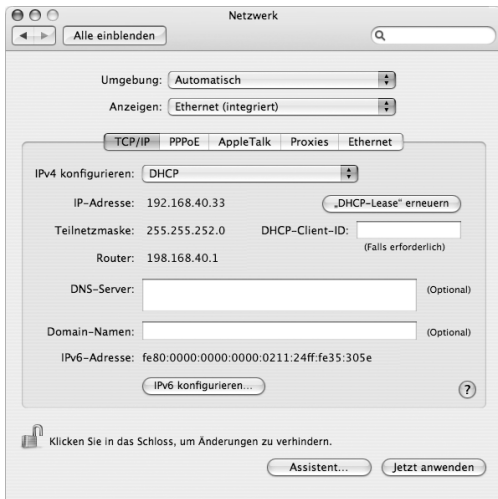 Netzwerk
Alle einblenden
Umgebung: Automatisch
Anzeigen: Ethernet (integriert)
TCP/IP PPPoE AppleTalk Proxies Ethernet
IPv4 konfigurieren: DHCP
IP-Adresse: 192.168.40.33 „DHCP-Lease“ erneuern
Teilnetzmaske: 255.255.252.0 DHCP-Client-ID:
(Falls erforderlich)
Router: 198.168.40.1
DNS-Server: (Optional)
Domain-Namen: (Optional)
IPv6-Adresse: fe80:0000:0000:0000:0211:24ff:fe35:305e
IPv6 konfigurieren... ?
Klicken Sie in das Schloss, um Änderungen zu verhindern.
Assistent... Jetzt anwenden